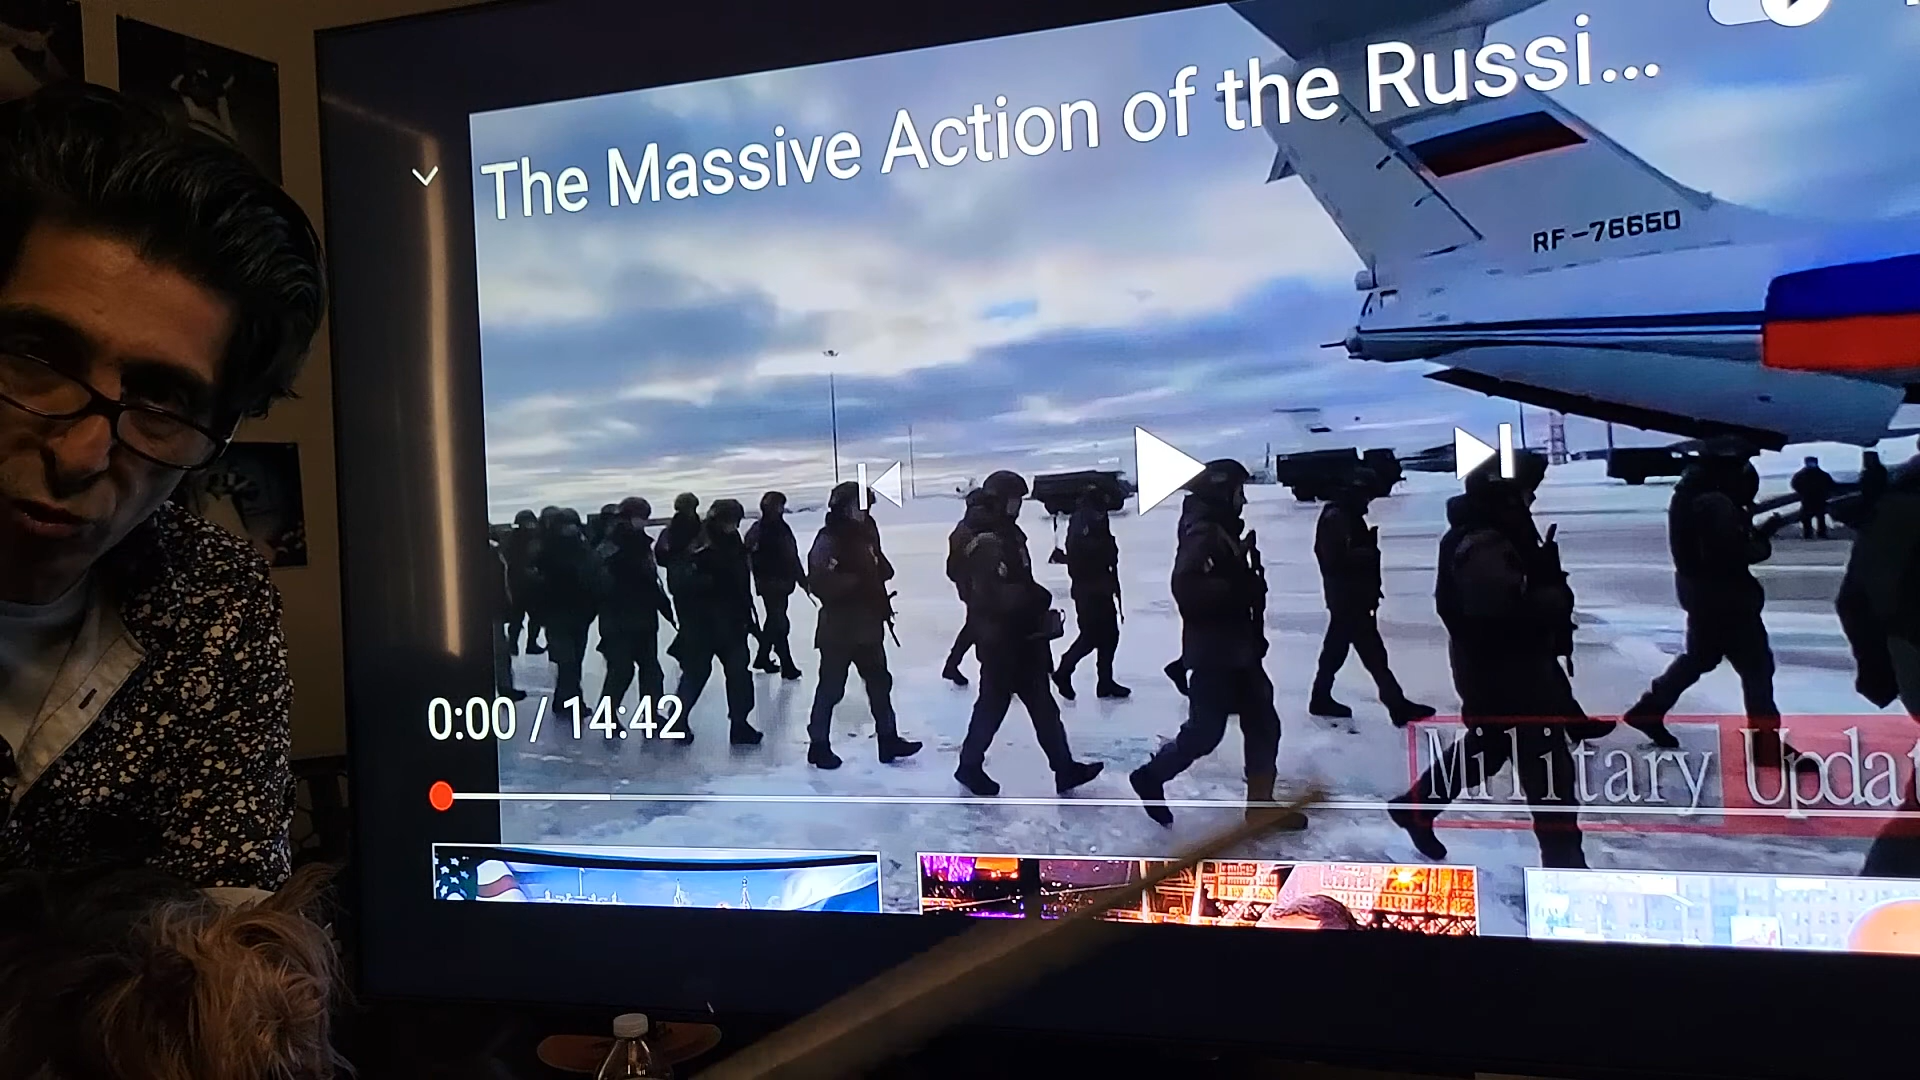 The Massive Action of the Russi...
RF-76650
0:00 / 14:42
Military Updat